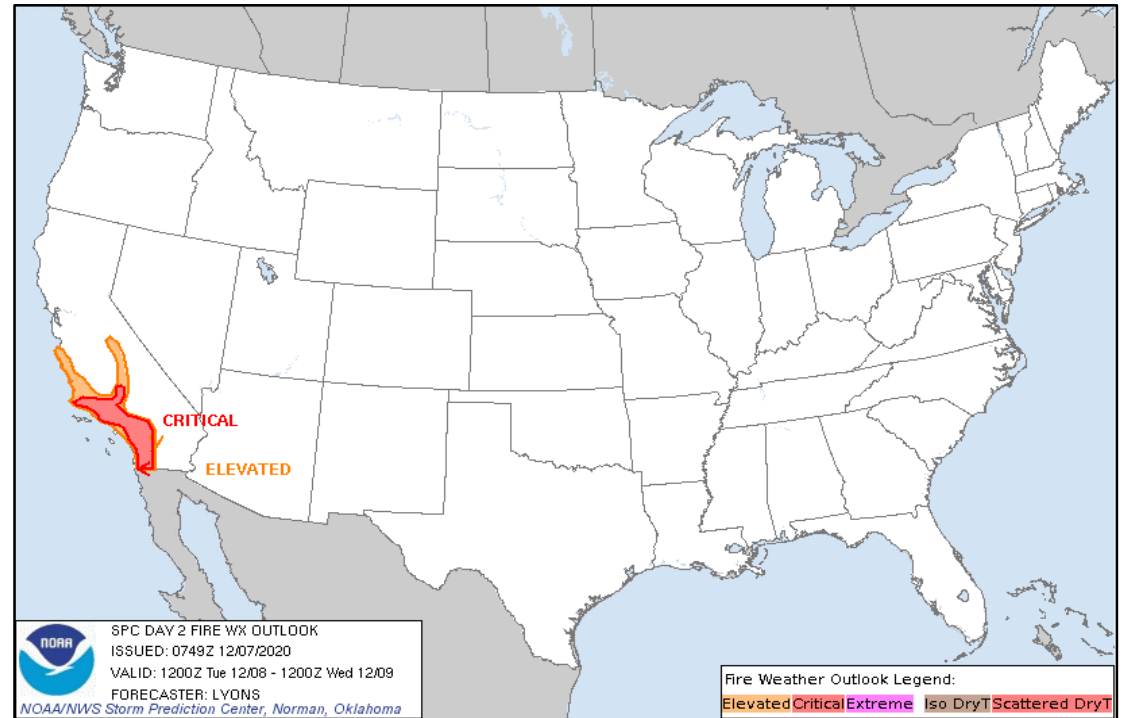 CRITICAL
ELEVATED
NOAA
SPC DAY 2 FIRE WX OUTLOOK
ISSUED: 0749Z 12/07/2020
VALID: 1200Z Tue 12/08 - 1200Z Wed 12/09
FORECASTER: LYONS
NOAA/NWS Storm Prediction Center, Norman, Oklahoma
Fire Weather Outlook Legend:
Elevated Critical Extreme Iso DryT Scattered DryT